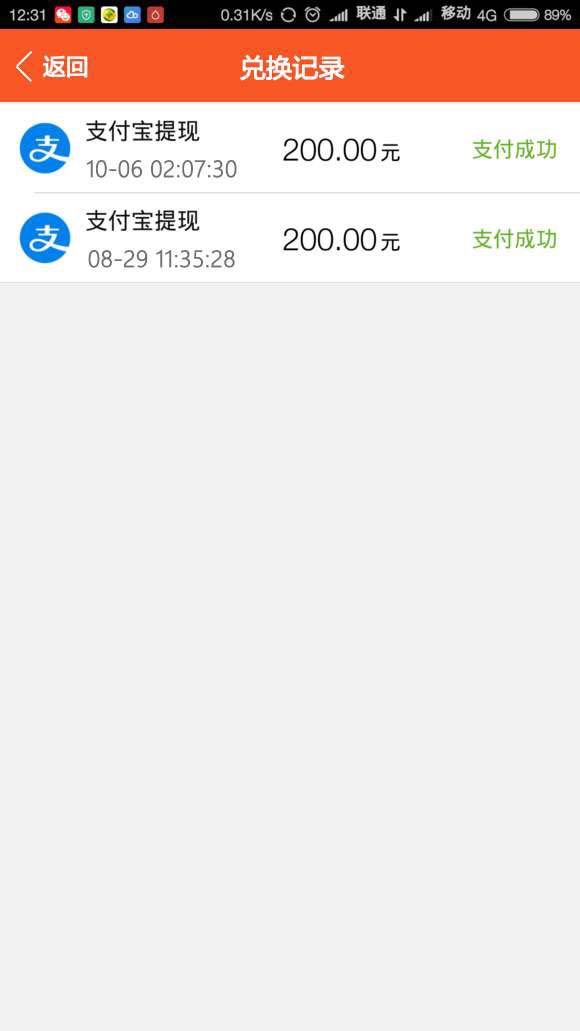 12:31 0.31K/s 联通 移动 4G 89%
返回 兑换记录
支付宝提现
10-06 02:07:30 200.00元 支付成功
支付宝提现
08-29 11:35:28 200.00元 支付成功